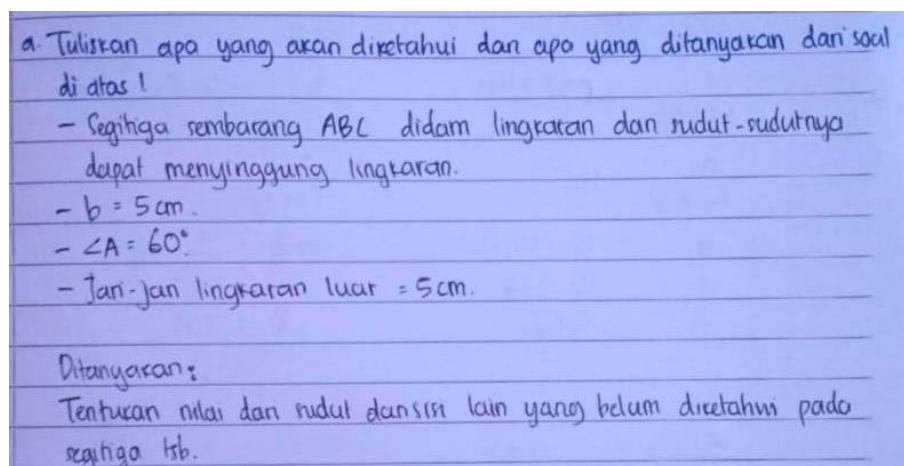 a. Tuliskan apa yang akan diketahui dan apa yang ditanyakan dari soal
di atas !
- Segitiga sembarang ABC didam lingkaran dan sudut-sudutnya
dapat menyinggung lingkaran.
- b = 5 cm.
- ∠A = 60°.
- Jari-jari lingkaran luar = 5 cm.
Ditanyakan :
Tentukan nilai dari sudut dan sisi lain yang belum diketahui pada
segitiga tsb.